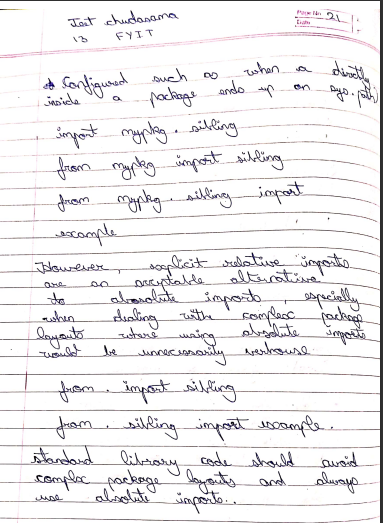 Jeet chudasama
13 FYIT
Page No. 21
Date
Configured such as when a directly
inside a package ends up on sys.path)
import mypkg. sibling
from mypkg import sibling
from mypkg. sibling import
example
However, explicit relative imports
are an acceptable alternative
to absolute imports, especially
when dialing with complex package
layouts where using absolute imports
would be unnecessarily verbouse
from . import sibling
from . sibling import example.
standard library code should avoid
complex package layouts and always
use absolute imports..